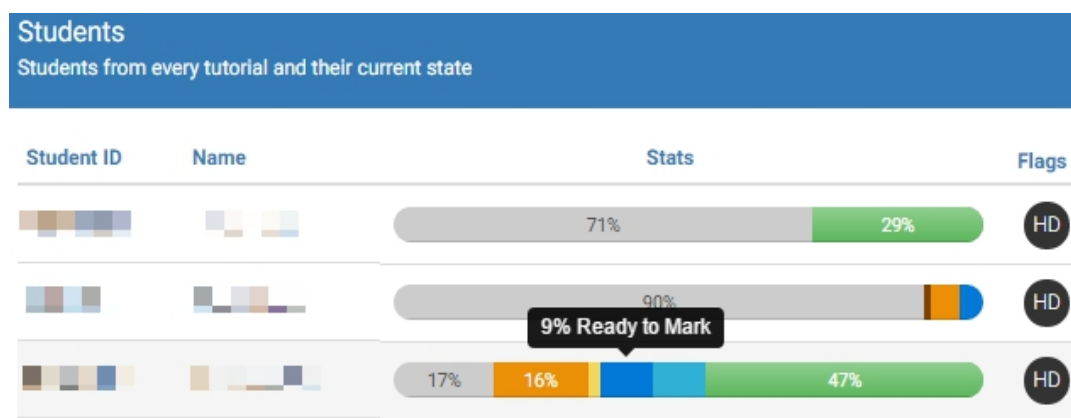 Students
Students from every tutorial and their current state
Student ID Name Stats Flags
71% 29% HD
90% HD
9% Ready to Mark
17% 16% 47% HD